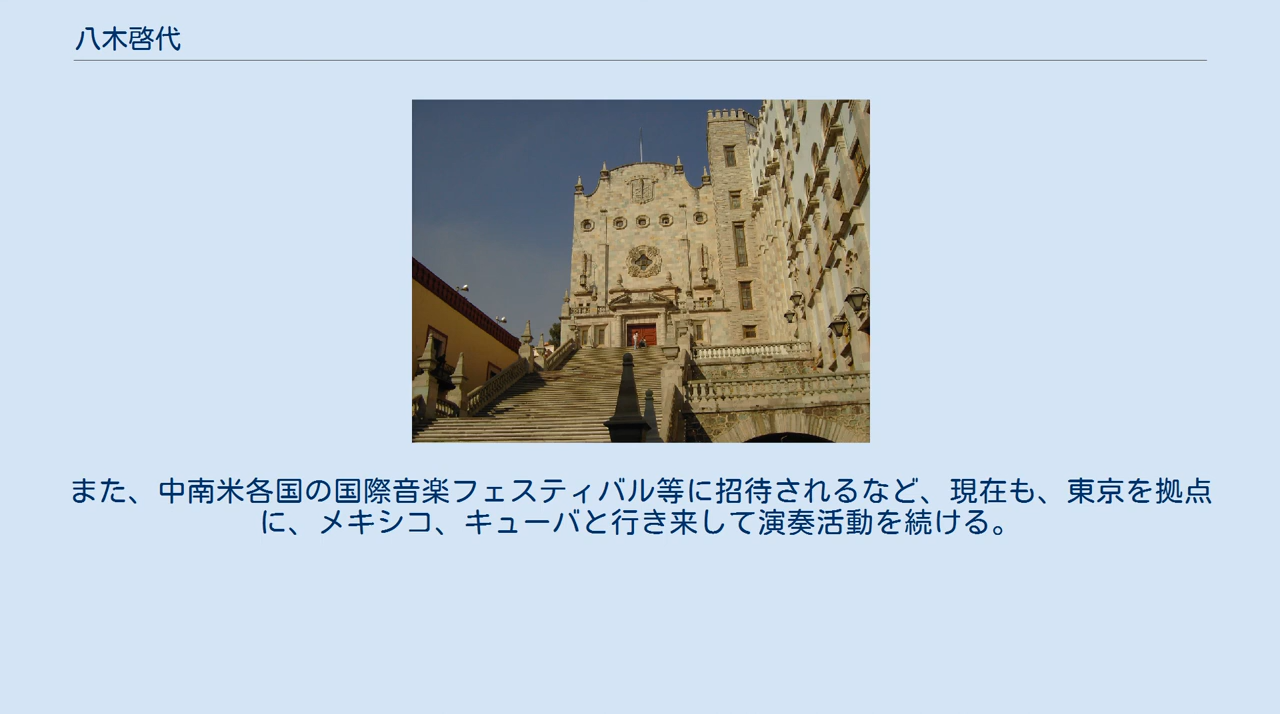 八木啓代
また、中南米各国の国際音楽フェスティバル等に招待されるなど、現在も、東京を拠点
に、メキシコ、キューバと行き来して演奏活動を続ける。